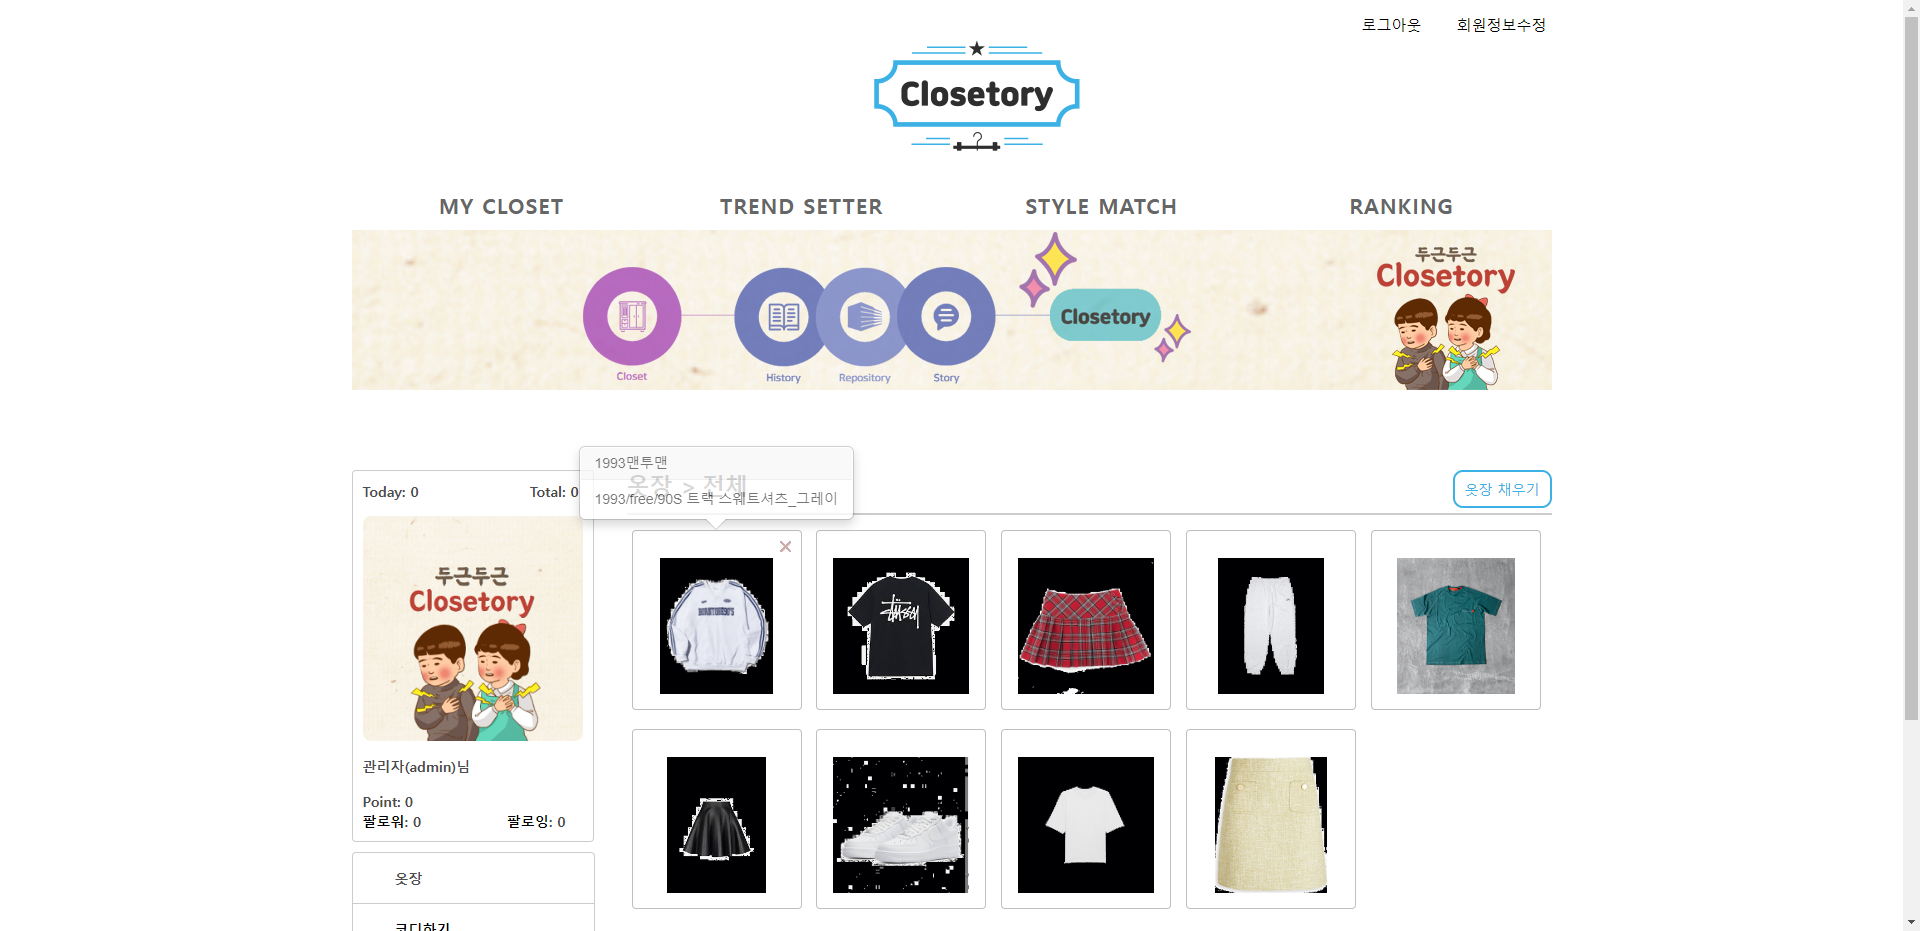 로그아웃 회원정보수정
Closetory
MY CLOSET TREND SETTER STYLE MATCH RANKING
두근두근
Closetory
Closetory
Closet History Repository Story
1993맨투맨
옷장 > 전체
1993/free/90S 트랙 스웨트셔츠_그레이
옷장 채우기
Today: 0 Total: 0
두근두근
Closetory
BORNTOBE90'S
STÜSSY
관리자(admin)님
Point: 0
팔로워: 0 팔로잉: 0
옷장
코디하기